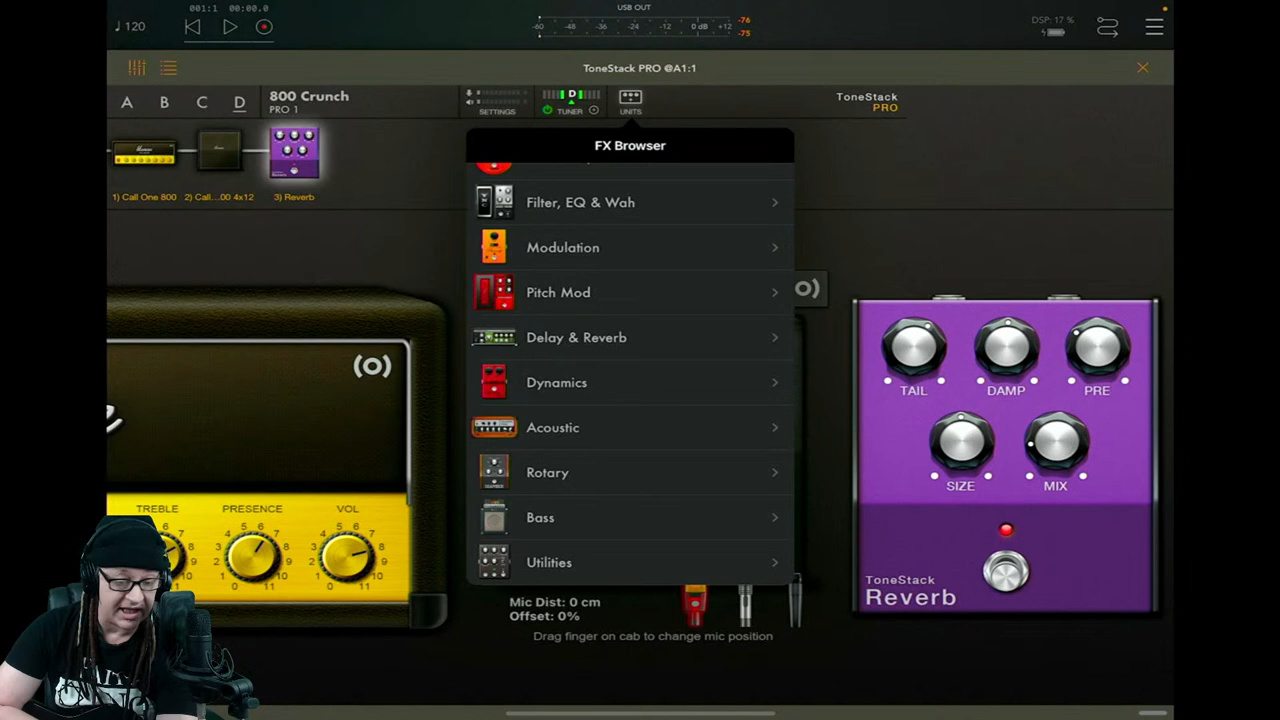 001:1 00:00.0
USB OUT
♩ 120
-60 -48 -36 -24 -12 0 dB +12
-76
-75
DSP: 17 %
ToneStack PRO @A1:1
A B C D
800 Crunch
PRO 1
SETTINGS
D
TUNER
UNITS
ToneStack
PRO
FX Browser
1) Call One 800 2) Call...00 4x12 3) Reverb
Filter, EQ & Wah
Modulation
Pitch Mod
Delay & Reverb
Dynamics
Acoustic
Rotary
Bass
Utilities
TAIL DAMP PRE
SIZE MIX
ToneStack
Reverb
TREBLE PRESENCE VOL
Mic Dist: 0 cm
Offset: 0%
Drag finger on cab to change mic position